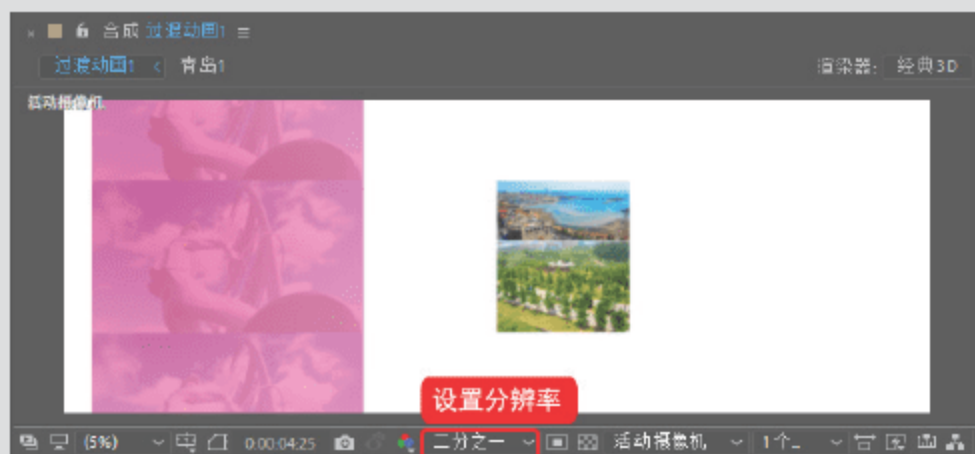 合成 过渡动画1
过渡动画1 青岛1 渲染器: 经典3D
活动摄像机
设置分辨率
(5%) 0:00:04:25 二分之一 活动摄像机 1个...